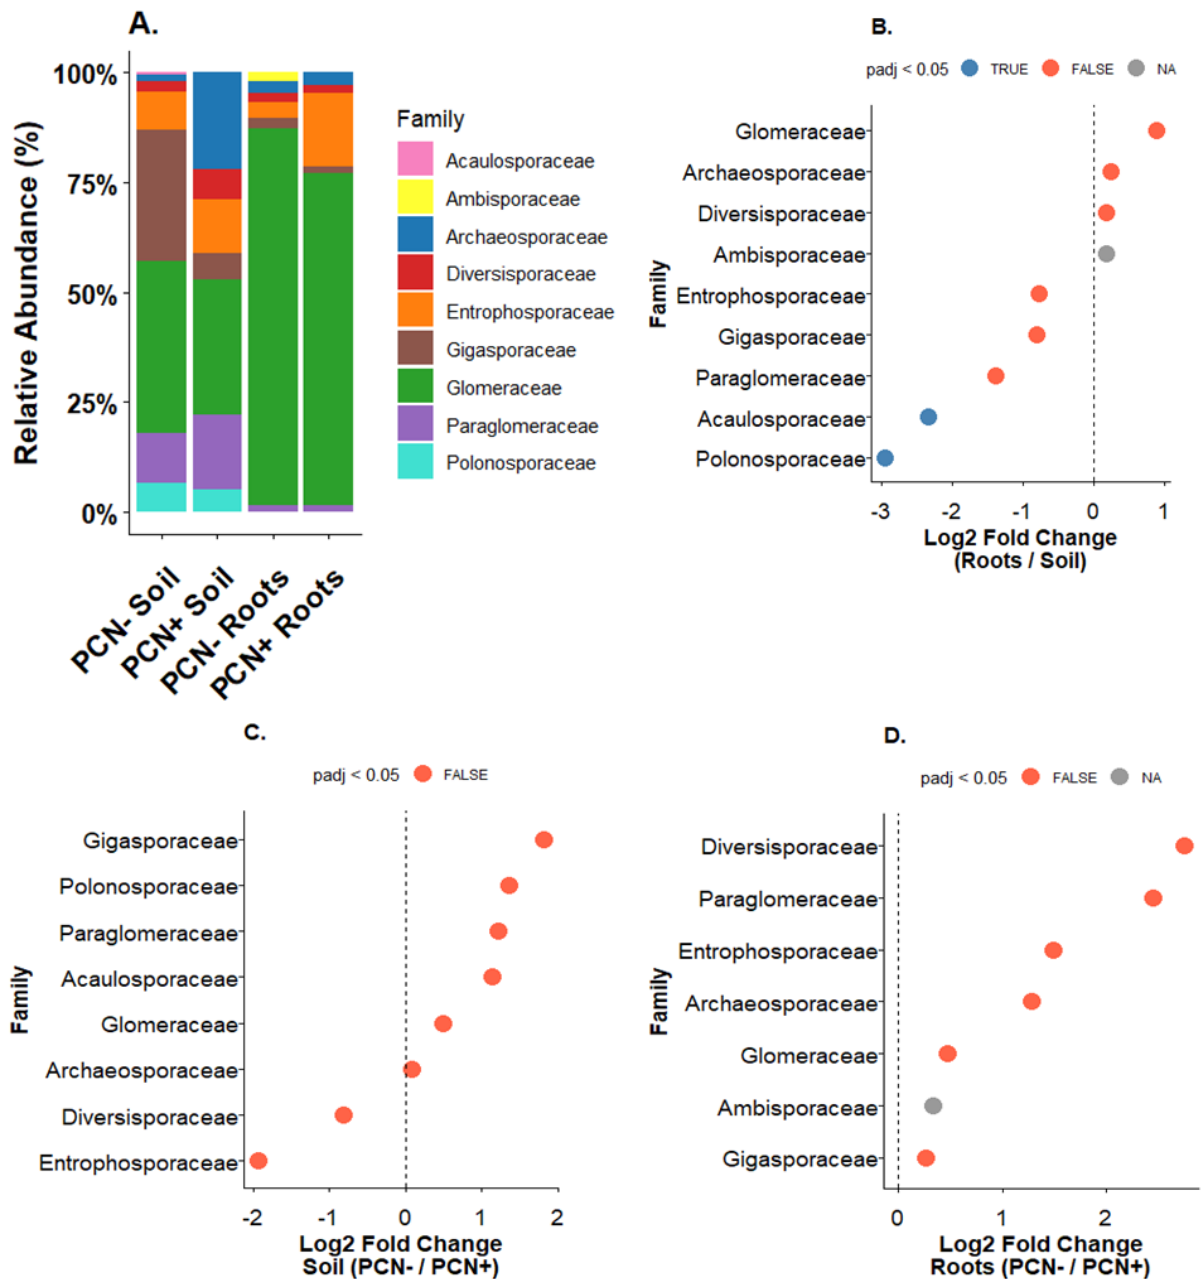 A.
Relative Abundance (%)
100%
75%
50%
25%
0%
PCN- Soil
PCN+ Soil
PCN- Roots
PCN+ Roots
Family
Acaulosporaceae
Ambisporaceae
Archaeosporaceae
Diversisporaceae
Entrophosporaceae
Gigasporaceae
Glomeraceae
Paraglomeraceae
Polonosporaceae
B.
padj < 0.05 TRUE FALSE NA
Family
Glomeraceae
Archaeosporaceae
Diversisporaceae
Ambisporaceae
Entrophosporaceae
Gigasporaceae
Paraglomeraceae
Acaulosporaceae
Polonosporaceae
-3 -2 -1 0 1
Log2 Fold Change
(Roots / Soil)
C.
padj < 0.05 FALSE
Family
Gigasporaceae
Polonosporaceae
Paraglomeraceae
Acaulosporaceae
Glomeraceae
Archaeosporaceae
Diversisporaceae
Entrophosporaceae
-2 -1 0 1 2
Log2 Fold Change
Soil (PCN- / PCN+)
D.
padj < 0.05 FALSE NA
Family
Diversisporaceae
Paraglomeraceae
Entrophosporaceae
Archaeosporaceae
Glomeraceae
Ambisporaceae
Gigasporaceae
0 1 2
Log2 Fold Change
Roots (PCN- / PCN+)